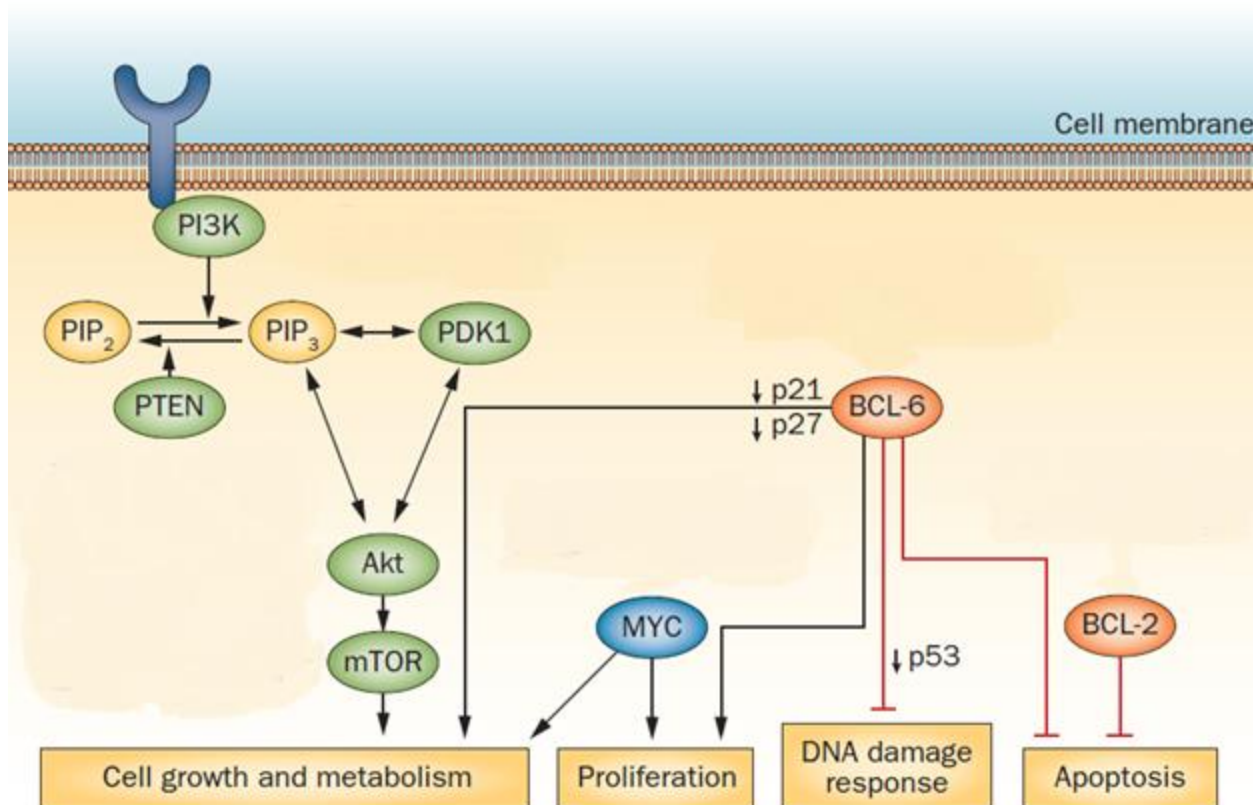 Cell membrane
PI3K
PIP₂
PIP₃
PDK1
PTEN
↓ p21
↓ p27
BCL-6
Akt
MYC
BCL-2
mTOR
↓ p53
Cell growth and metabolism
Proliferation
DNA damage
response
Apoptosis